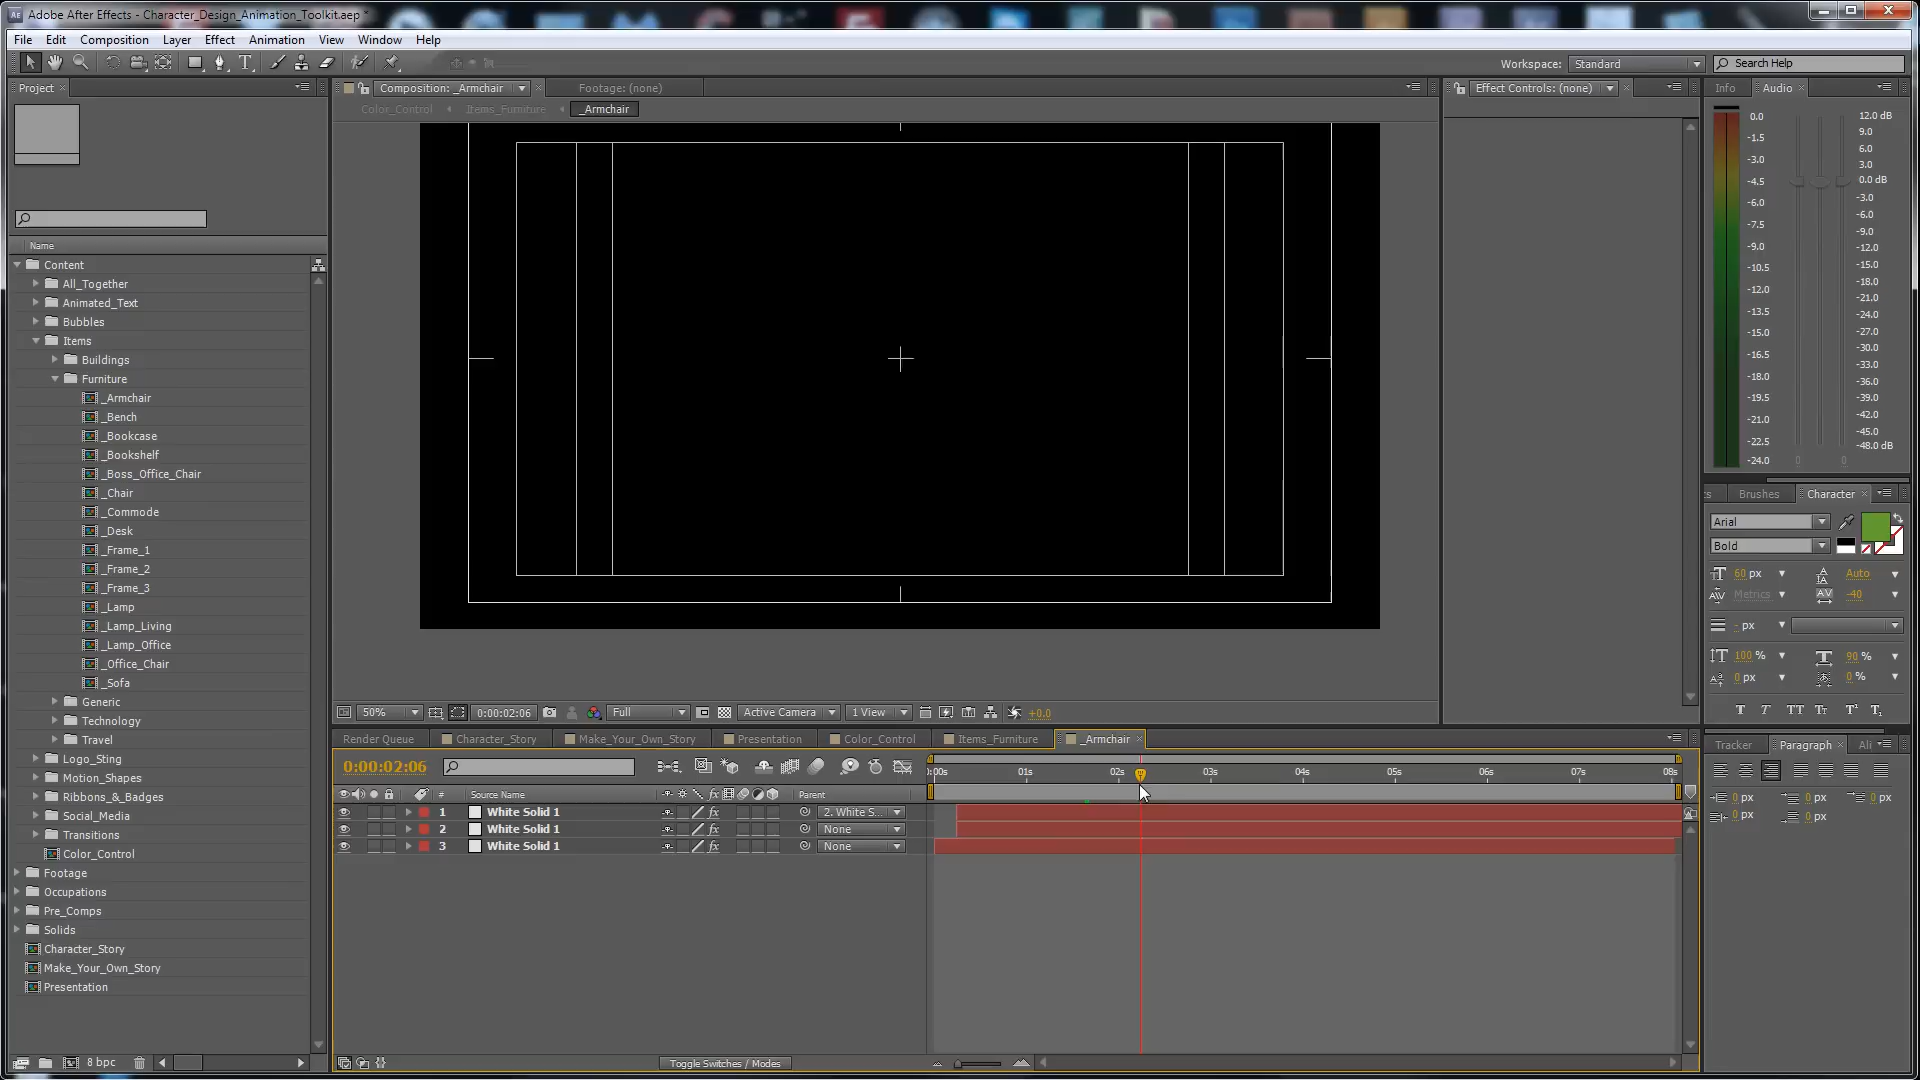 Adobe After Effects - Character_Design_Animation_Toolkit.aep *
File Edit Composition Layer Effect Animation View Window Help
Workspace: Standard Search Help
Project
Composition: _Armchair
Footage: (none)
Effect Controls: (none)
Info
Audio
Color_Control Items_Furniture _Armchair
Name
Content
All_Together
Animated_Text
Bubbles
Items
Buildings
Furniture
_Armchair
_Bench
_Bookcase
_Bookshelf
_Boss_Office_Chair
_Chair
_Commode
_Desk
_Frame_1
_Frame_2
_Frame_3
_Lamp
_Lamp_Living
_Lamp_Office
_Office_Chair
_Sofa
Generic
Technology
Travel
Logo_Sting
Motion_Shapes
Ribbons_&_Badges
Social_Media
Transitions
Color_Control
Footage
Occupations
Pre_Comps
Solids
Character_Story
Make_Your_Own_Story
Presentation
8 bpc
50% 0:00:02:06 Full Active Camera 1 View +0.0
0.0
-1.5
-3.0
-4.5
-6.0
-7.5
-9.0
-10.5
-12.0
-13.5
-15.0
-16.5
-18.0
-19.5
-21.0
-22.5
-24.0
0 0
12.0 dB
9.0
6.0
3.0
0.0 dB
-3.0
-6.0
-9.0
-12.0
-15.0
-18.0
-21.0
-24.0
-27.0
-30.0
-33.0
-36.0
-39.0
-42.0
-45.0
-48.0 dB
Brushes Character
Arial
Bold
60 px Auto
Metrics -40
- px
100 % 90 %
0 px 0 %
T T TT Tt T¹ T₁
Tracker Paragraph Ali
0 px 0 px 0 px
0 px 0 px
Render Queue Character_Story Make_Your_Own_Story Presentation Color_Control Items_Furniture _Armchair
0:00:02:06
# Source Name Parent
1 White Solid 1 2. White S...
2 White Solid 1 None
3 White Solid 1 None
):00s 01s 02s 03s 04s 05s 06s 07s 08s
Toggle Switches / Modes